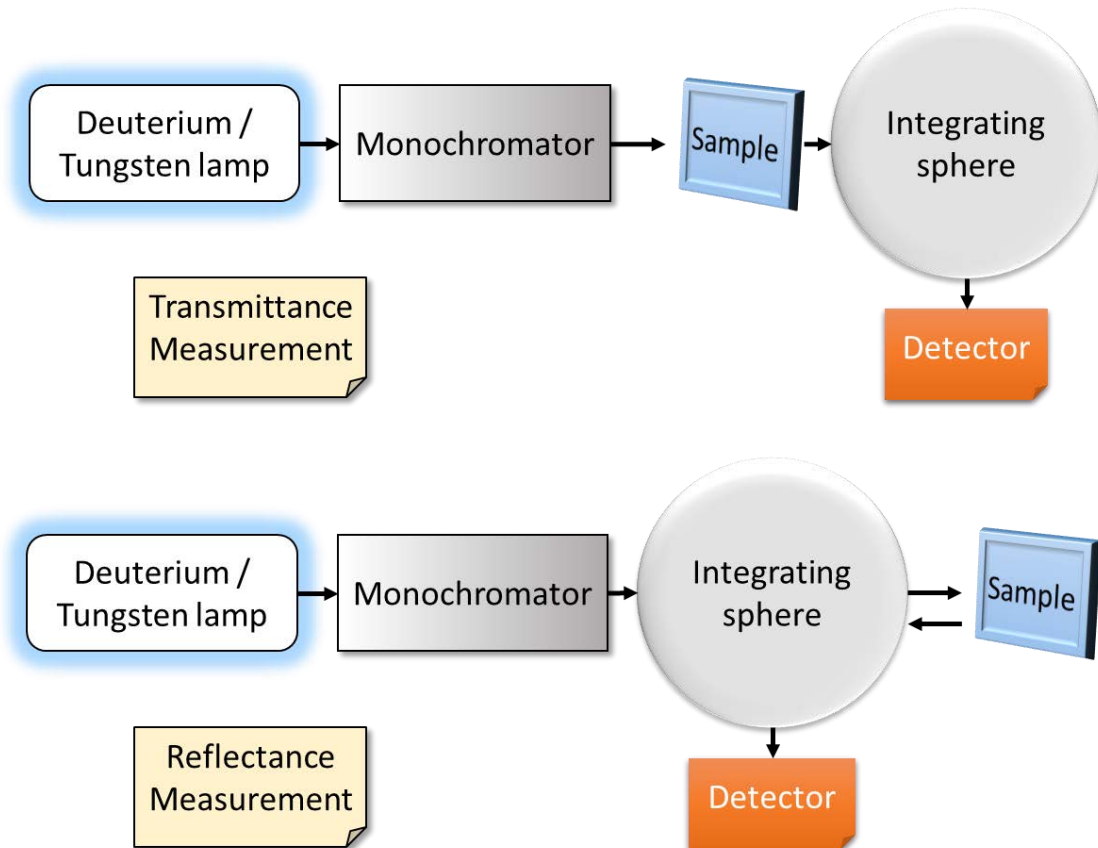 Deuterium /
Tungsten lamp
Monochromator
Sample
Integrating
sphere
Transmittance
Measurement
Detector
Deuterium /
Tungsten lamp
Monochromator
Integrating
sphere
Sample
Reflectance
Measurement
Detector